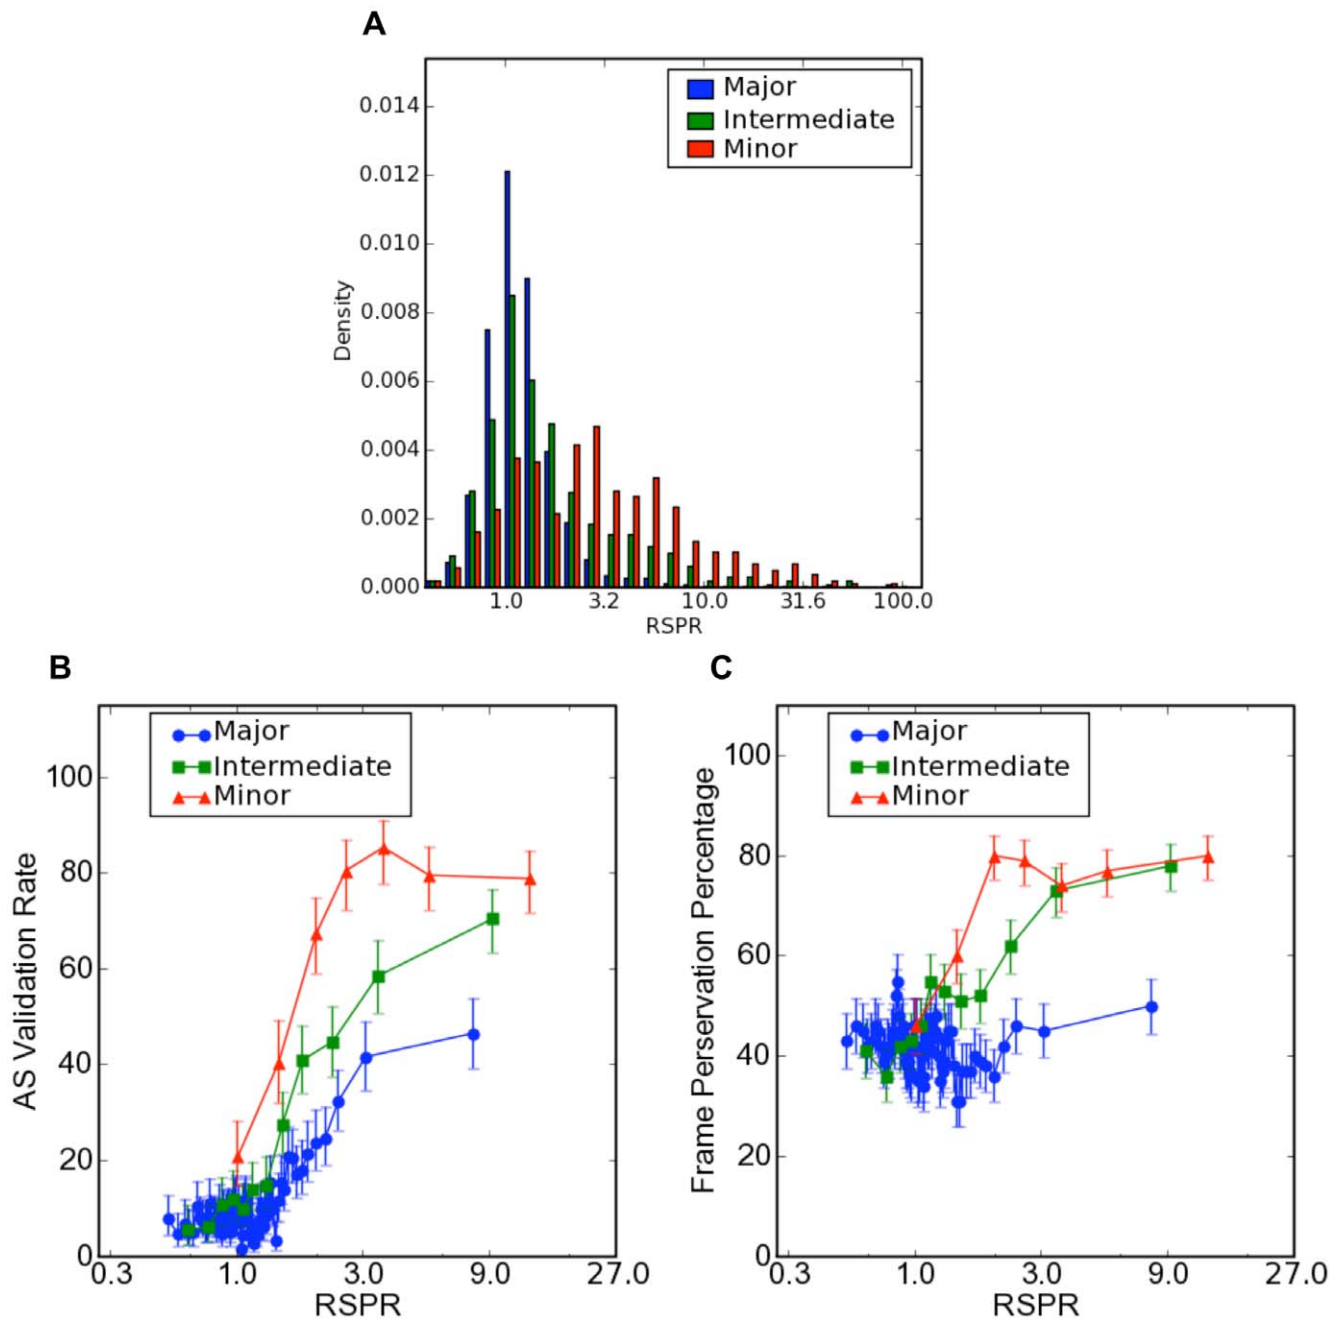 A
Major
Intermediate
Minor
0.014
0.012
0.010
0.008
0.006
0.004
0.002
0.000
Density
1.0 3.2 10.0 31.6 100.0
RSPR
B
Major
Intermediate
Minor
100
80
60
40
20
0
AS Validation Rate
0.3 1.0 3.0 9.0 27.0
RSPR
C
Major
Intermediate
Minor
100
80
60
40
20
0
Frame Perservation Percentage
0.3 1.0 3.0 9.0 27.0
RSPR